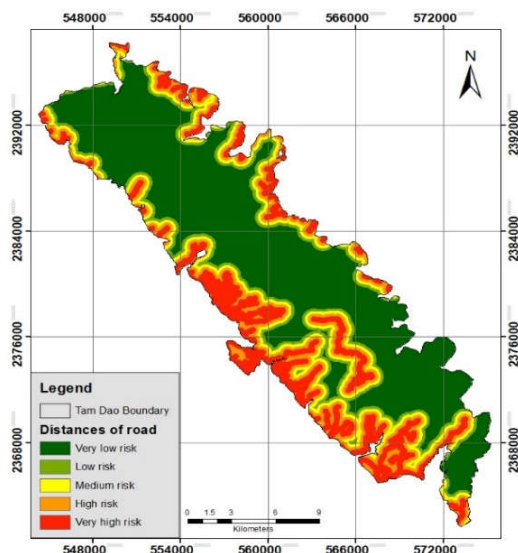 548000 554000 560000 566000 572000
N
2392000 2392000
2384000 2384000
2376000 2376000
2368000 2368000
Legend
Tam Dao Boundary
Distances of road
Very low risk
Low risk
Medium risk
High risk
Very high risk
0 1.5 3 6 9
Kilometers
548000 554000 560000 566000 572000